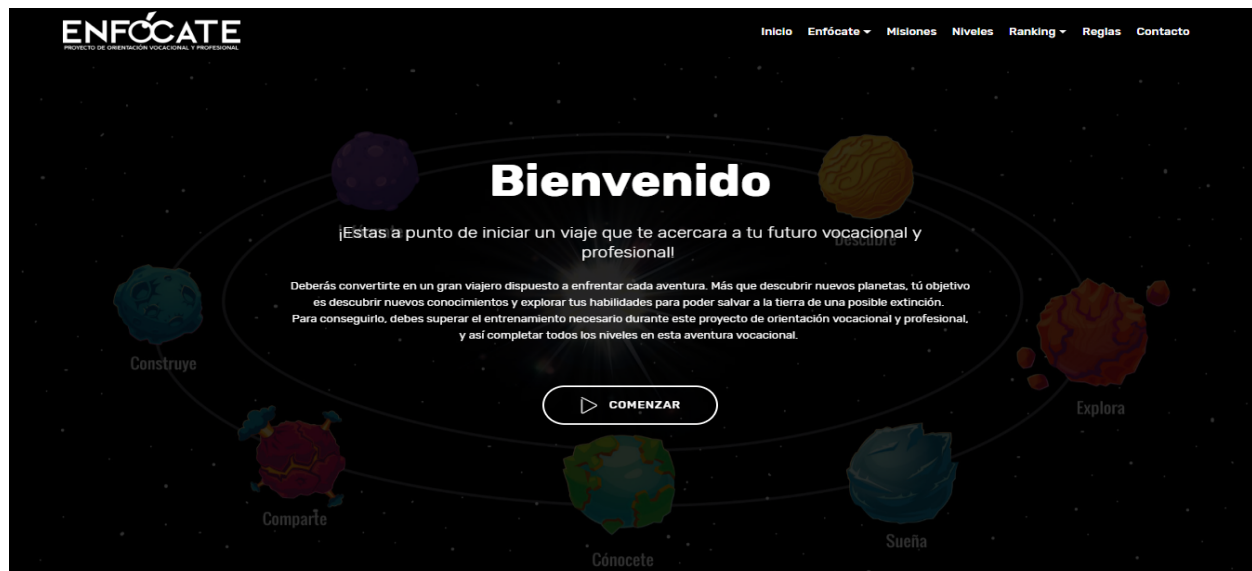 ENFÓCATE
PROYECTO DE ORIENTACIÓN VOCACIONAL Y PROFESIONAL
Inicio Enfócate Misiones Niveles Ranking Reglas Contacto
Bienvenido
¡Estas a punto de iniciar un viaje que te acercara a tu futuro vocacional y
profesional!
Descubre
Deberás convertirte en un gran viajero dispuesto a enfrentar cada aventura. Más que descubrir nuevos planetas, tú objetivo
es descubrir nuevos conocimientos y explorar tus habilidades para poder salvar a la tierra de una posible extinción.
Para conseguirlo, debes superar el entrenamiento necesario durante este proyecto de orientación vocacional y profesional,
y así completar todos los niveles en esta aventura vocacional.
Construye
COMENZAR
Explora
Comparte
Sueña
Cónocete